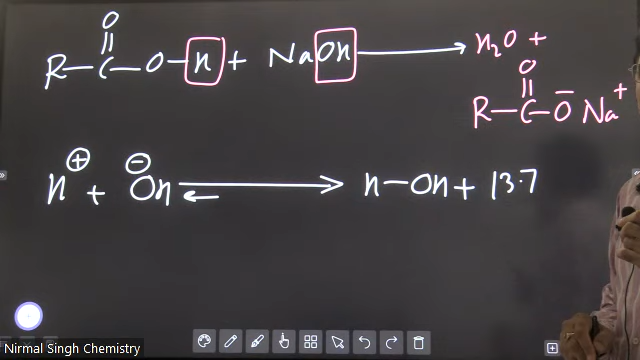 O
||
R—C—O—H + NaOH ⟶ H₂O +
O
||
R—C—O⁻ Na⁺
H⊕ + ⊖OH ⇌ H—OH + 13.7
Nirmal Singh Chemistry